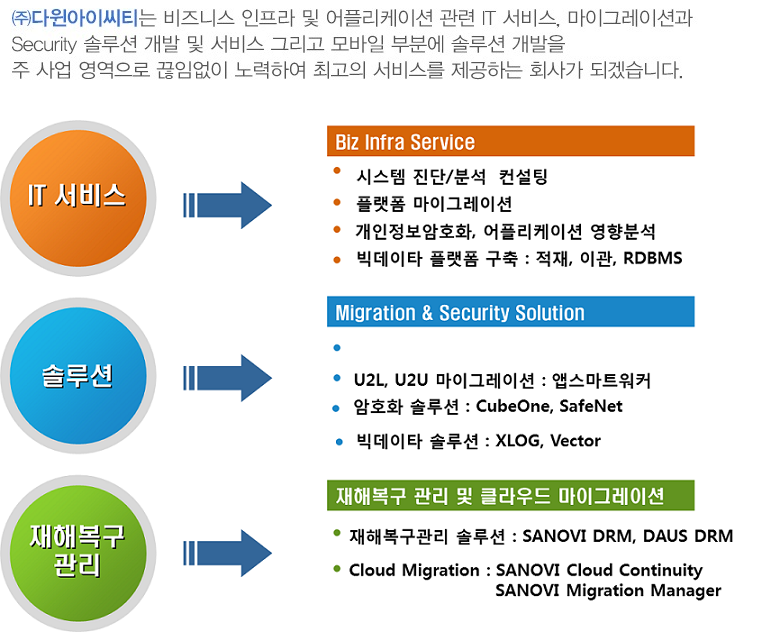 ㈜다윈아이씨티는 비즈니스 인프라 및 어플리케이션 관련 IT 서비스, 마이그레이션과
Security 솔루션 개발 및 서비스 그리고 모바일 부분에 솔루션 개발을
주 사업 영역으로 끊임없이 노력하여 최고의 서비스를 제공하는 회사가 되겠습니다.
IT 서비스
Biz Infra Service
• 시스템 진단/분석 컨설팅
• 플랫폼 마이그레이션
• 개인정보암호화, 어플리케이션 영향분석
• 빅데이타 플랫폼 구축 : 적재, 이관, RDBMS
솔루션
Migration & Security Solution
•
• U2L, U2U 마이그레이션 : 앱스마트워커
• 암호화 솔루션 : CubeOne, SafeNet
• 빅데이타 솔루션 : XLOG, Vector
재해복구
관리
재해복구 관리 및 클라우드 마이그레이션
• 재해복구관리 솔루션 : SANOVI DRM, DAUS DRM
• Cloud Migration : SANOVI Cloud Continuity
SANOVI Migration Manager